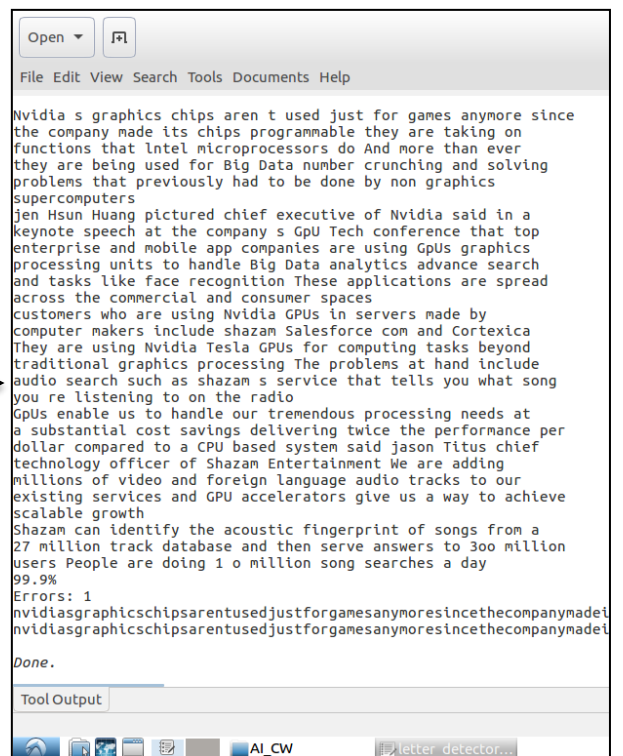 Open
File Edit View Search Tools Documents Help
Nvidia s graphics chips aren t used just for games anymore since
the company made its chips programmable they are taking on
functions that lntel microprocessors do And more than ever
they are being used for Big Data number crunching and solving
problems that previously had to be done by non graphics
supercomputers
jen Hsun Huang pictured chief executive of Nvidia said in a
keynote speech at the company s GpU Tech conference that top
enterprise and mobile app companies are using GpUs graphics
processing units to handle Big Data analytics advance search
and tasks like face recognition These applications are spread
across the commercial and consumer spaces
customers who are using Nvidia GPUs in servers made by
computer makers include shazam Salesforce com and Cortexica
They are using Nvidia Tesla GPUs for computing tasks beyond
traditional graphics processing The problems at hand include
audio search such as shazam s service that tells you what song
you re listening to on the radio
GpUs enable us to handle our tremendous processing needs at
a substantial cost savings delivering twice the performance per
dollar compared to a CPU based system said jason Titus chief
technology officer of Shazam Entertainment We are adding
millions of video and foreign language audio tracks to our
existing services and GPU accelerators give us a way to achieve
scalable growth
Shazam can identify the acoustic fingerprint of songs from a
27 million track database and then serve answers to 3oo million
users People are doing 1 o million song searches a day
99.9%
Errors: 1
nvidiasgraphicschipsarentusedjustforgamesanymoresincethecompanymadei
nvidiasgraphicschipsarentusedjustforgamesanymoresincethecompanymadei
Done.
Tool Output
AI_CW
letter_detector...